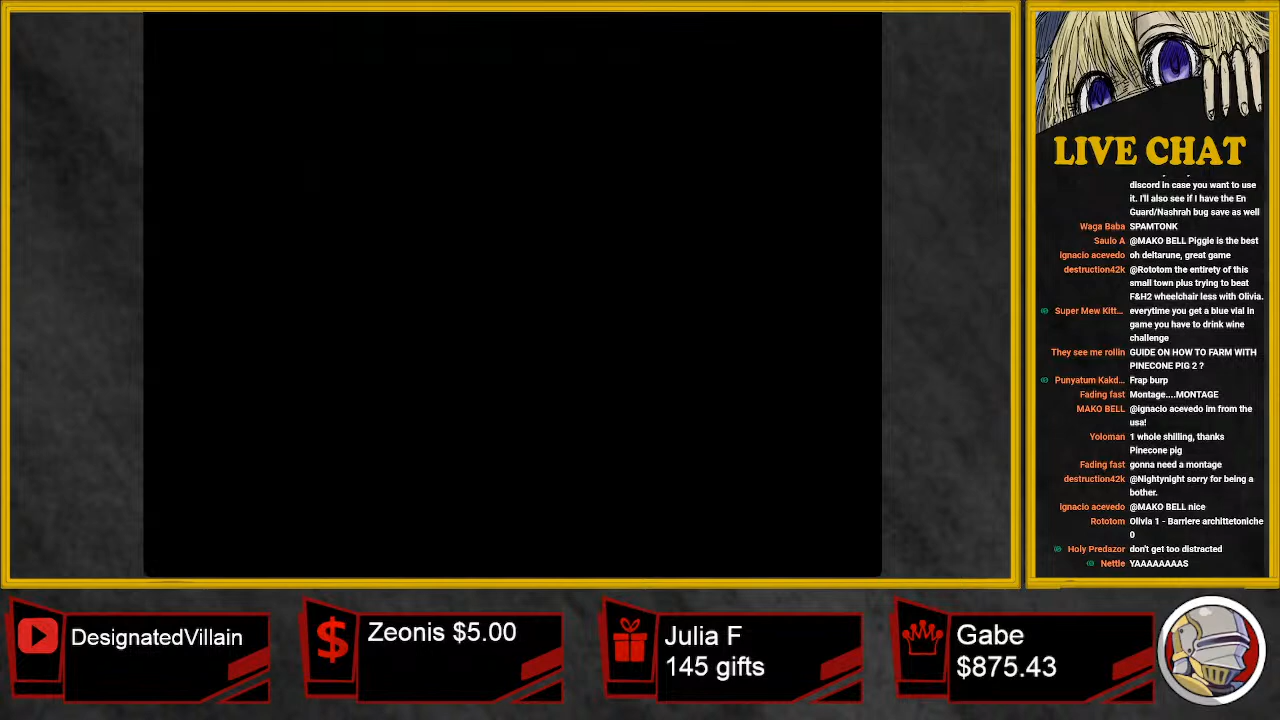 LIVE CHAT
discord in case you want to use
it. I'll also see if I have the En
Guard/Nashrah bug save as well
Waga Baba SPAMTONK
Saulo A @MAKO BELL Piggie is the best
ignacio acevedo oh deltarune, great game
destruction42k @Rototom the entirety of this
small town plus trying to beat
F&H2 wheelchair less with Olivia.
Super Mew Kitt... everytime you get a blue vial in
game you have to drink wine
challenge
They see me rollin GUIDE ON HOW TO FARM WITH
PINECONE PIG 2 ?
Punyatum Kakd... Frap burp
Fading fast Montage....MONTAGE
MAKO BELL @ignacio acevedo im from the
usa!
Yoloman 1 whole shilling, thanks
Pinecone pig
Fading fast gonna need a montage
destruction42k @Nightynight sorry for being a
bother.
ignacio acevedo @MAKO BELL nice
Rototom Olivia 1 - Barriere archittetoniche
0
Holy Predazor don't get too distracted
Nettle YAAAAAAAAS
DesignatedVillain
Zeonis $5.00
Julia F
145 gifts
Gabe
$875.43